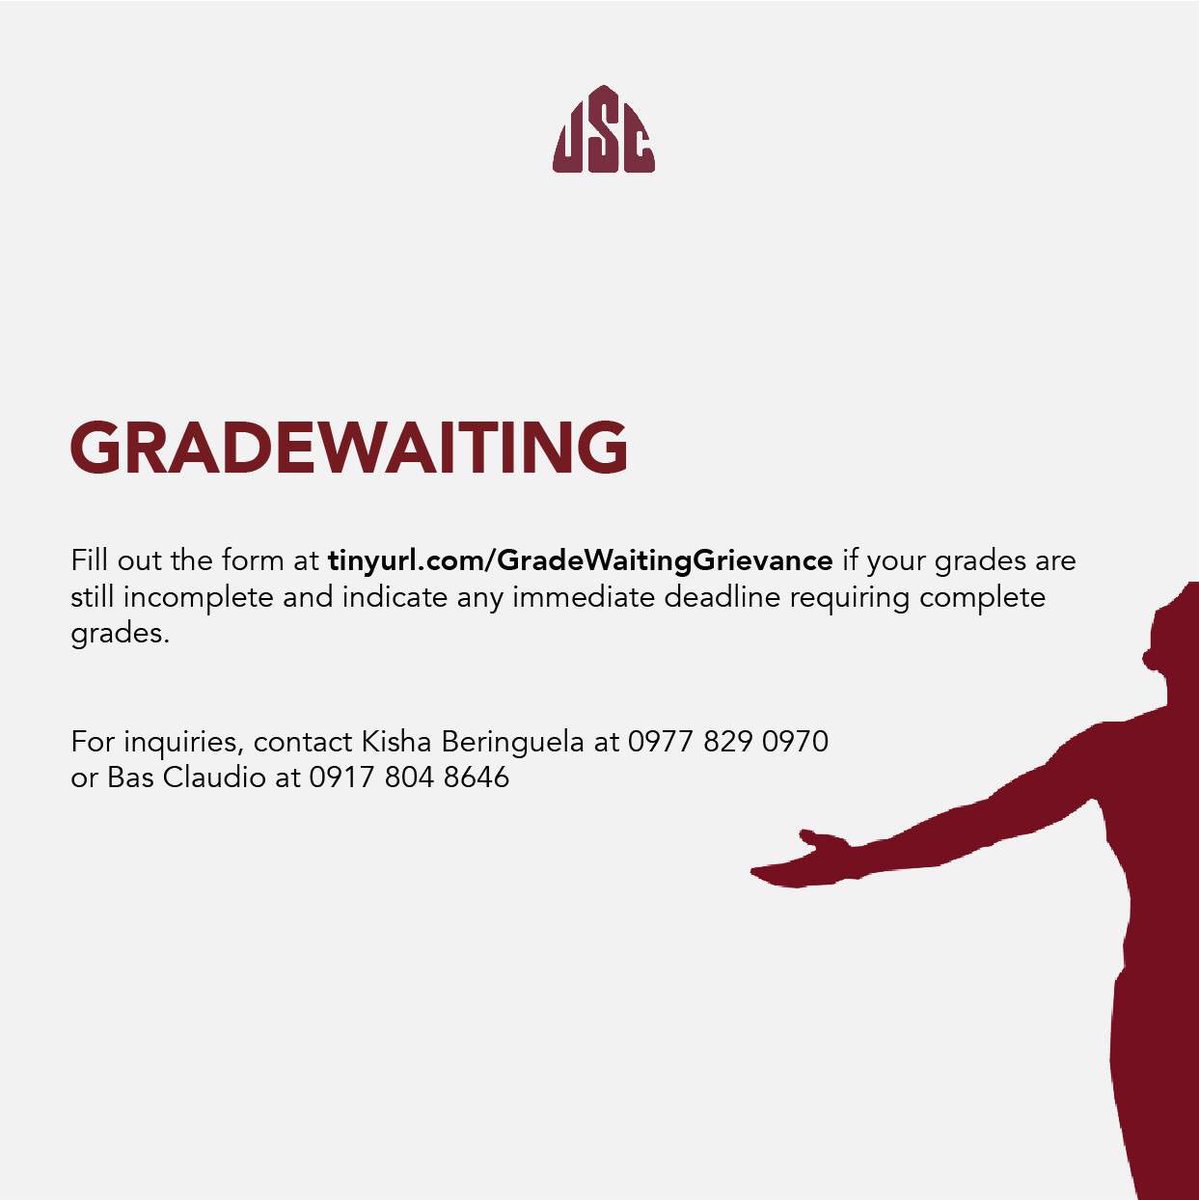 USC
GRADEWAITING
Fill out the form at tinyurl.com/GradeWaitingGrievance if your grades are
still incomplete and indicate any immediate deadline requiring complete
grades.
For inquiries, contact Kisha Beringuela at 0977 829 0970
or Bas Claudio at 0917 804 8646